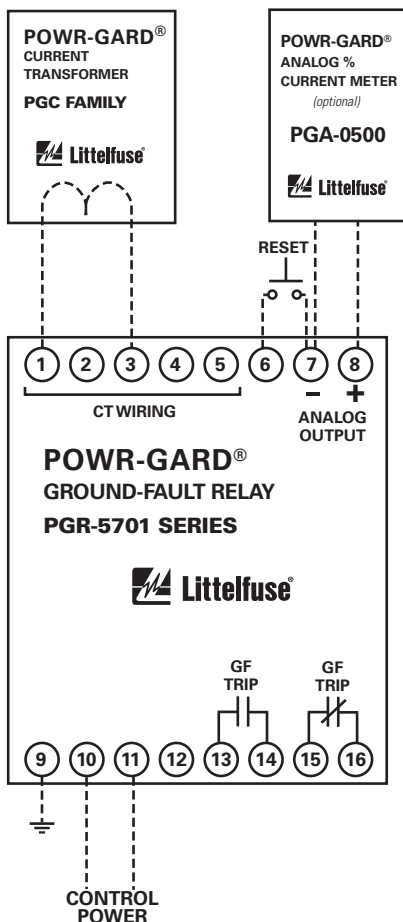 POWR-GARD®
CURRENT
TRANSFORMER
PGC FAMILY
Littelfuse®
POWR-GARD®
ANALOG %
CURRENT METER
(optional)
PGA-0500
Littelfuse®
RESET
1 2 3 4 5 6 7 8
CT WIRING
- +
ANALOG
OUTPUT
POWR-GARD®
GROUND-FAULT RELAY
PGR-5701 SERIES
Littelfuse®
GF
TRIP
GF
TRIP
9 10 11 12 13 14 15 16
CONTROL
POWER